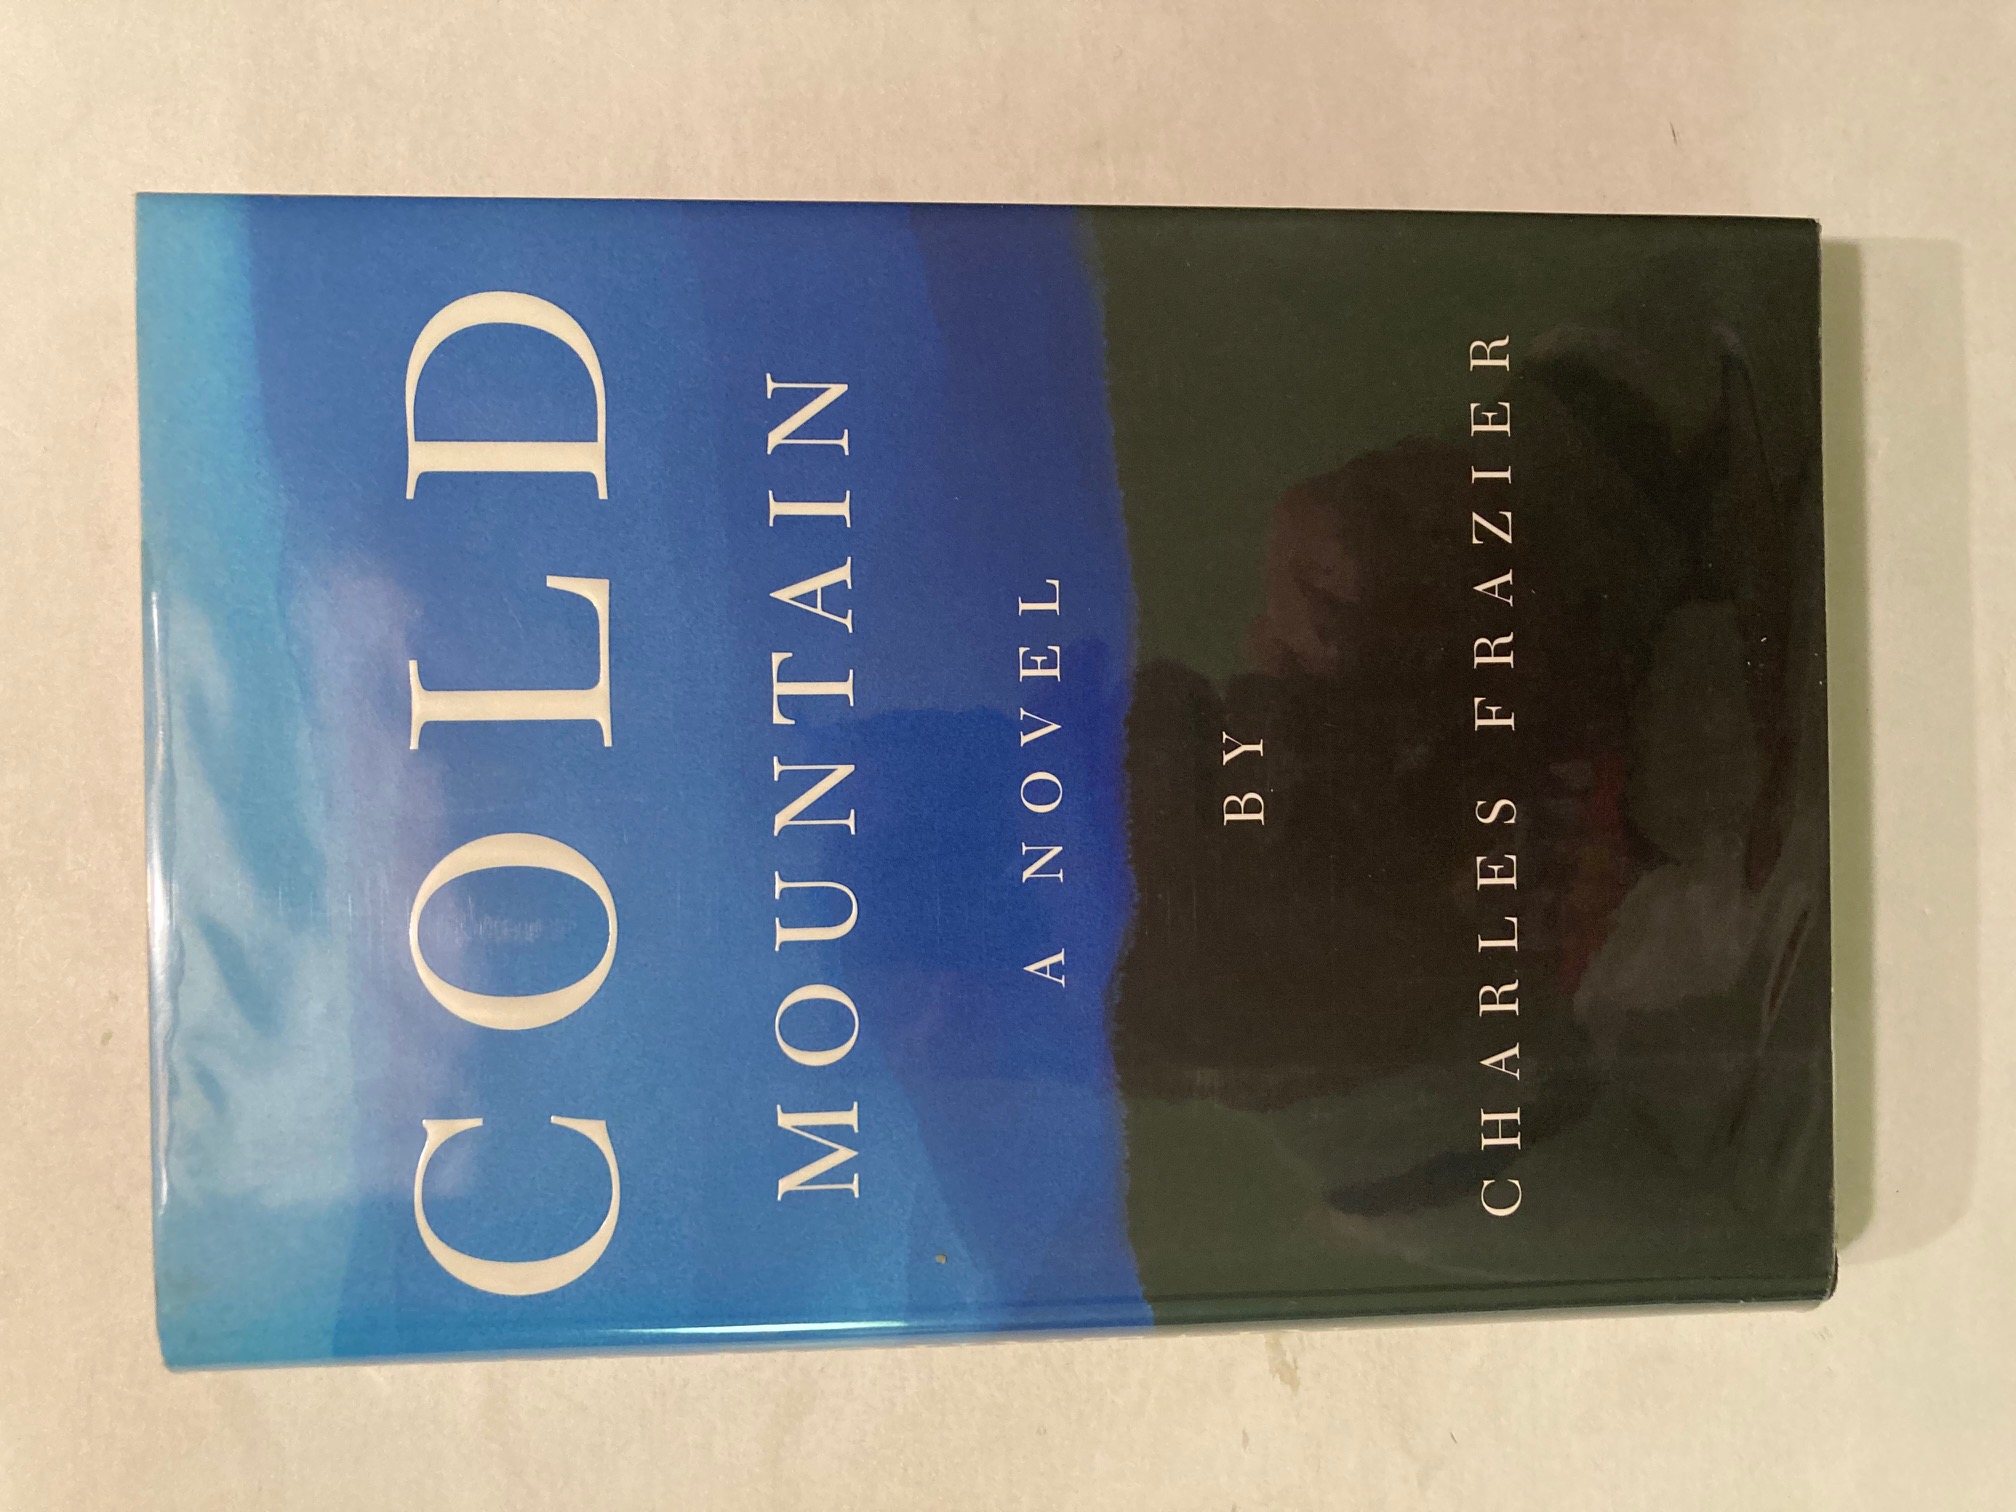 COLD
MOUNTAIN
A NOVEL
BY
CHARLES FRAZIER